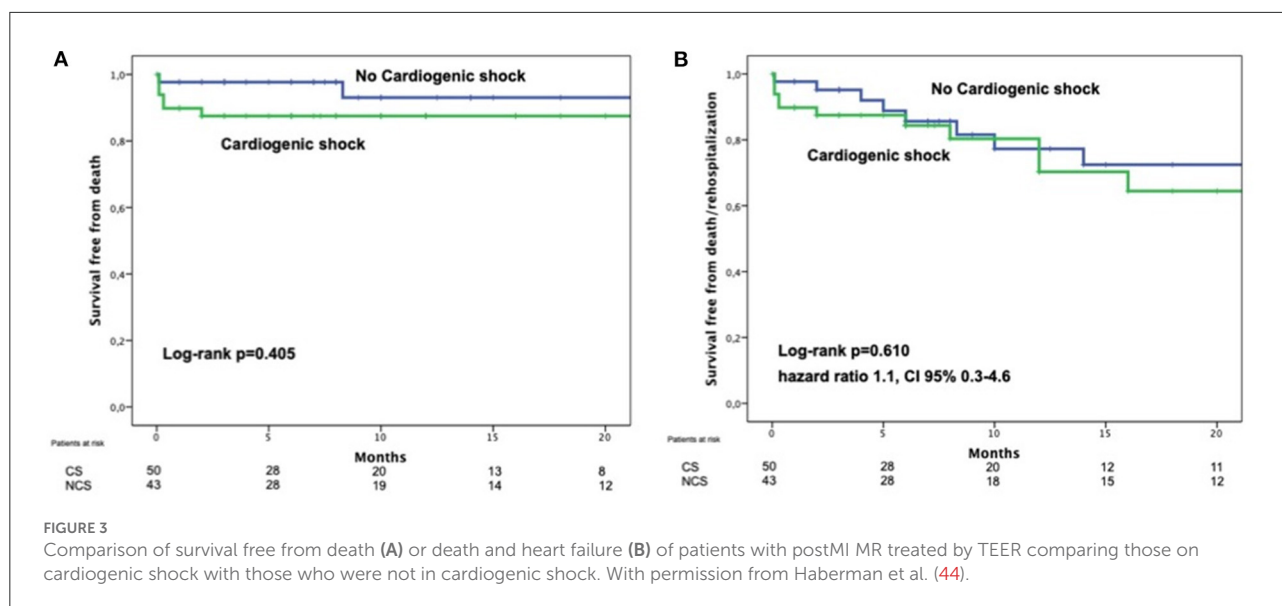 A
No Cardiogenic shock
Cardiogenic shock
Survival free from death
1,0
0,8
0,6
0,4
0,2
0,0
Log-rank p=0.405
0 5 10 15 20
Patients at risk
Months
CS 50 28 20 13 8
NCS 43 28 19 14 12
B
No Cardiogenic shock
Cardiogenic shock
Survival free from death/rehospitalization
1,0
0,8
0,6
0,4
0,2
0,0
Log-rank p=0.610
hazard ratio 1.1, CI 95% 0.3-4.6
0 5 10 15 20
Patients at risk
Months
CS 50 28 20 12 11
NCS 43 28 18 15 12
FIGURE 3
Comparison of survival free from death (A) or death and heart failure (B) of patients with postMI MR treated by TEER comparing those on
cardiogenic shock with those who were not in cardiogenic shock. With permission from Haberman et al. (44).